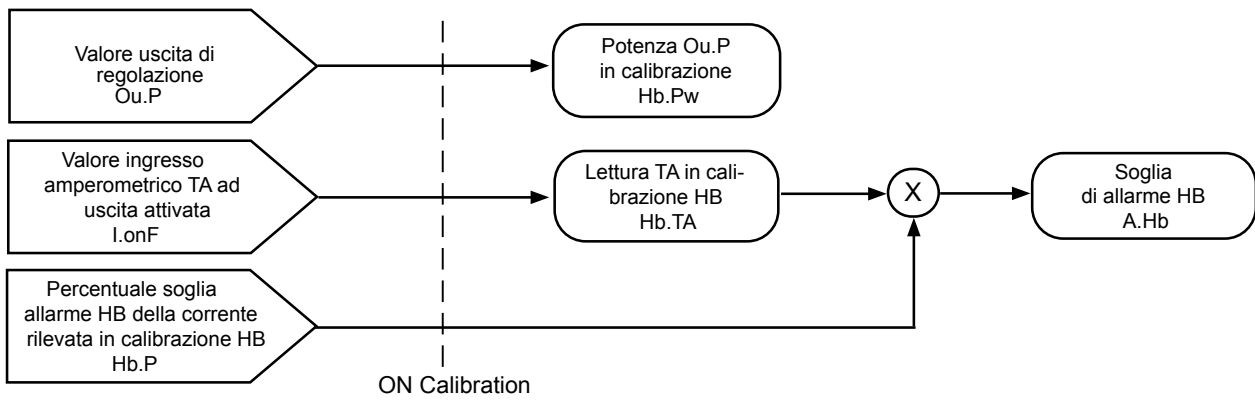 Valore uscita di
regolazione
Ou.P
Potenza Ou.P
in calibrazione
Hb.Pw
Valore ingresso
amperometrico TA ad
uscita attivata
I.onF
Lettura TA in cali-
brazione HB
Hb.TA
X
Soglia
di allarme HB
A.Hb
Percentuale soglia
allarme HB della corrente
rilevata in calibrazione HB
Hb.P
ON Calibration